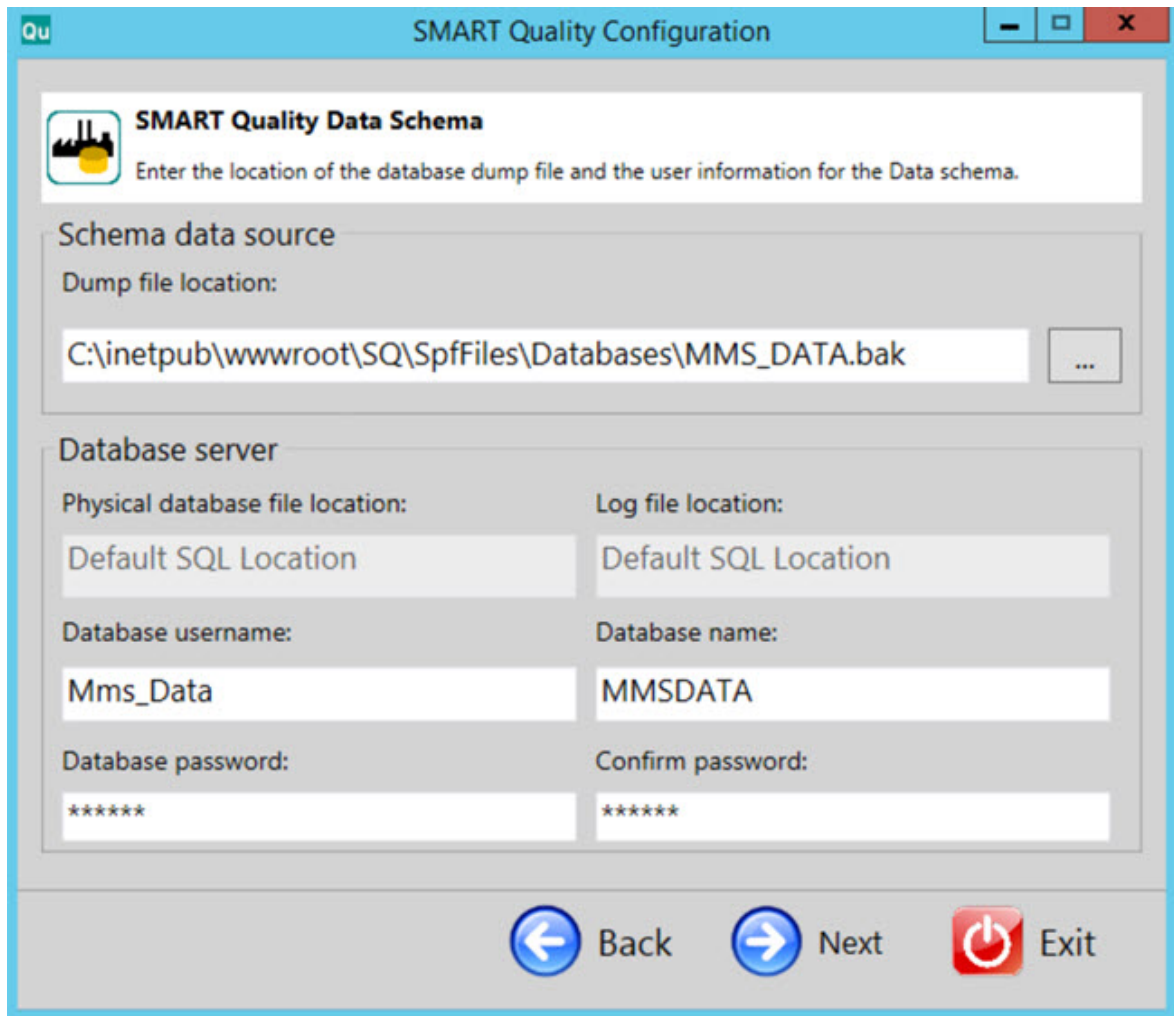 Qu
SMART Quality Configuration
SMART Quality Data Schema
Enter the location of the database dump file and the user information for the Data schema.
Schema data source
Dump file location:
C:\inetpub\wwwroot\SQ\SpfFiles\Databases\MMS_DATA.bak
...
Database server
Physical database file location:
Log file location:
Default SQL Location
Default SQL Location
Database username:
Database name:
Mms_Data
MMSDATA
Database password:
Confirm password:
******
******
Back
Next
Exit